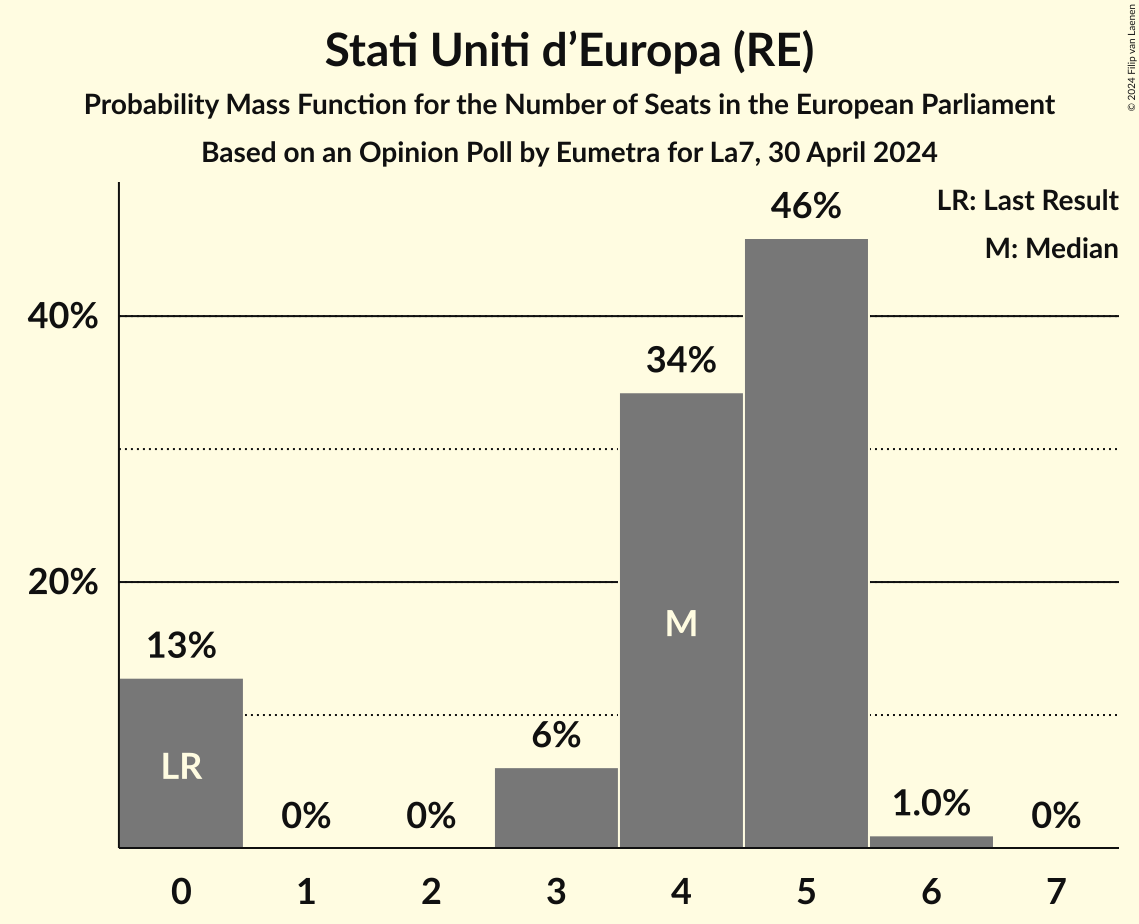 Stati Uniti d’Europa (RE)
Probability Mass Function for the Number of Seats in the European Parliament
Based on an Opinion Poll by Eumetra for La7, 30 April 2024
© 2024 Filip van Laenen
LR: Last Result
M: Median
46%
40%
34%
20%
13%
M
6%
LR
0%
0%
1.0%
0%
0 1 2 3 4 5 6 7